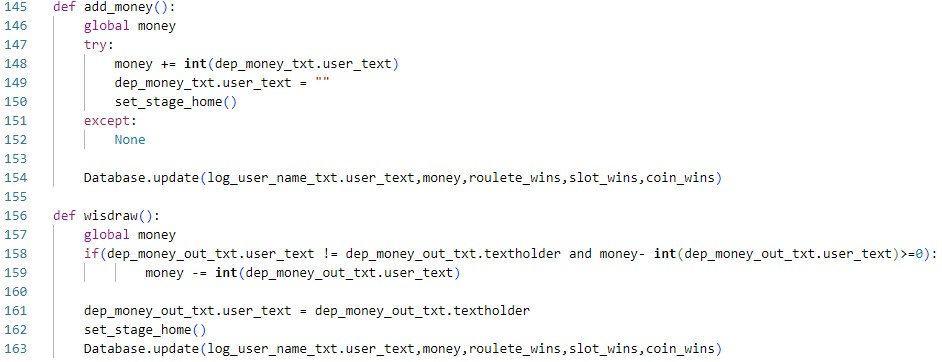 145 def add_money():
146     global money
147     try:
148         money += int(dep_money_txt.user_text)
149         dep_money_txt.user_text = ""
150         set_stage_home()
151     except:
152         None
153
154     Database.update(log_user_name_txt.user_text,money,roulete_wins,slot_wins,coin_wins)
155
156 def wisdraw():
157     global money
158     if(dep_money_out_txt.user_text != dep_money_out_txt.textholder and money- int(dep_money_out_txt.user_text)>=0):
159             money -= int(dep_money_out_txt.user_text)
160
161     dep_money_out_txt.user_text = dep_money_out_txt.textholder
162     set_stage_home()
163     Database.update(log_user_name_txt.user_text,money,roulete_wins,slot_wins,coin_wins)